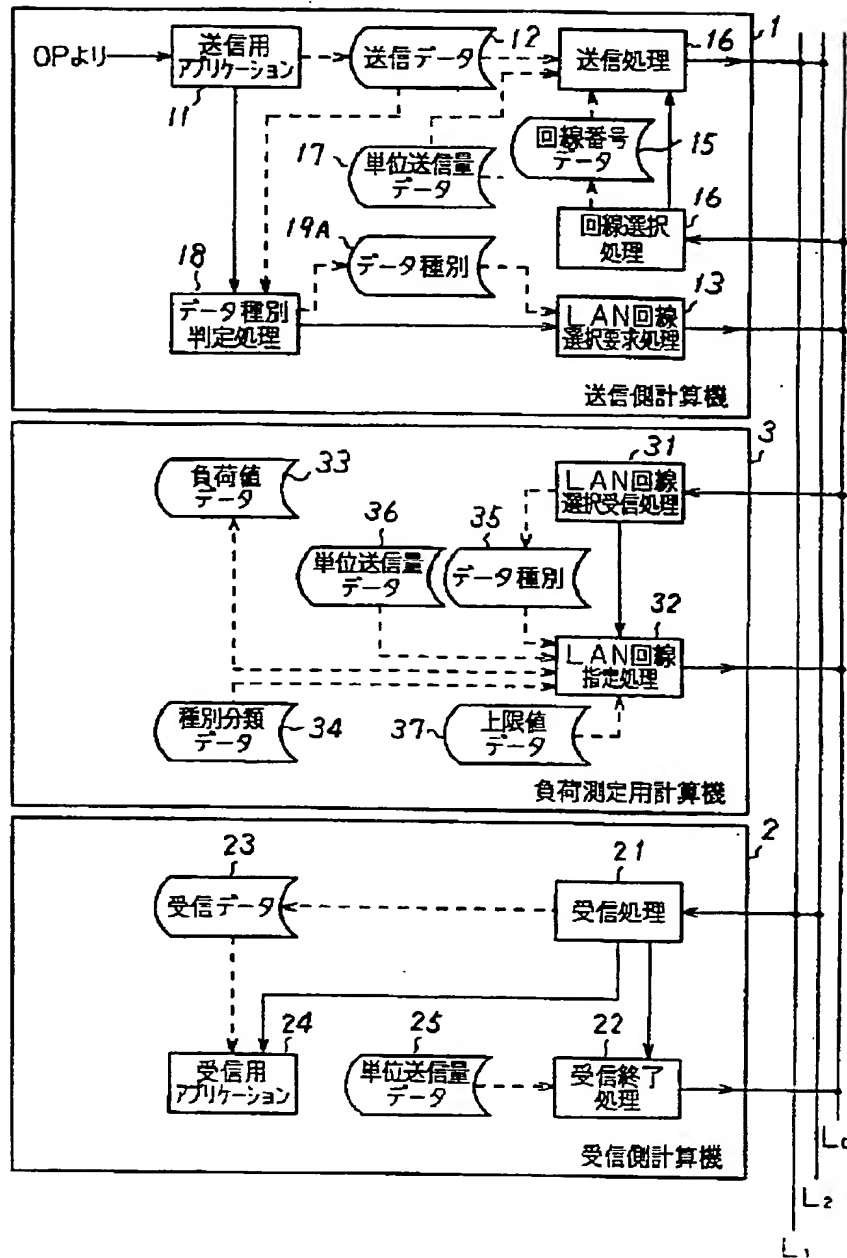 1
OPより
送信用
アプリケーション
11
送信データ
12
送信処理
16
17
単位送信量
データ
回線番号
データ
15
16
回線選択
処理
19A
データ種別
18
データ種別
判定処理
13
LAN回線
選択要求処理
送信側計算機
3
負荷値
データ
33
31
LAN回線
選択受信処理
36
単位送信量
データ
35
データ種別
32
LAN回線
指定処理
種別分類
データ
34
37
上限値
データ
負荷測定用計算機
2
23
受信データ
21
受信処理
24
受信用
アプリケーション
25
単位送信量
データ
22
受信終了
処理
受信側計算機
L2
L1